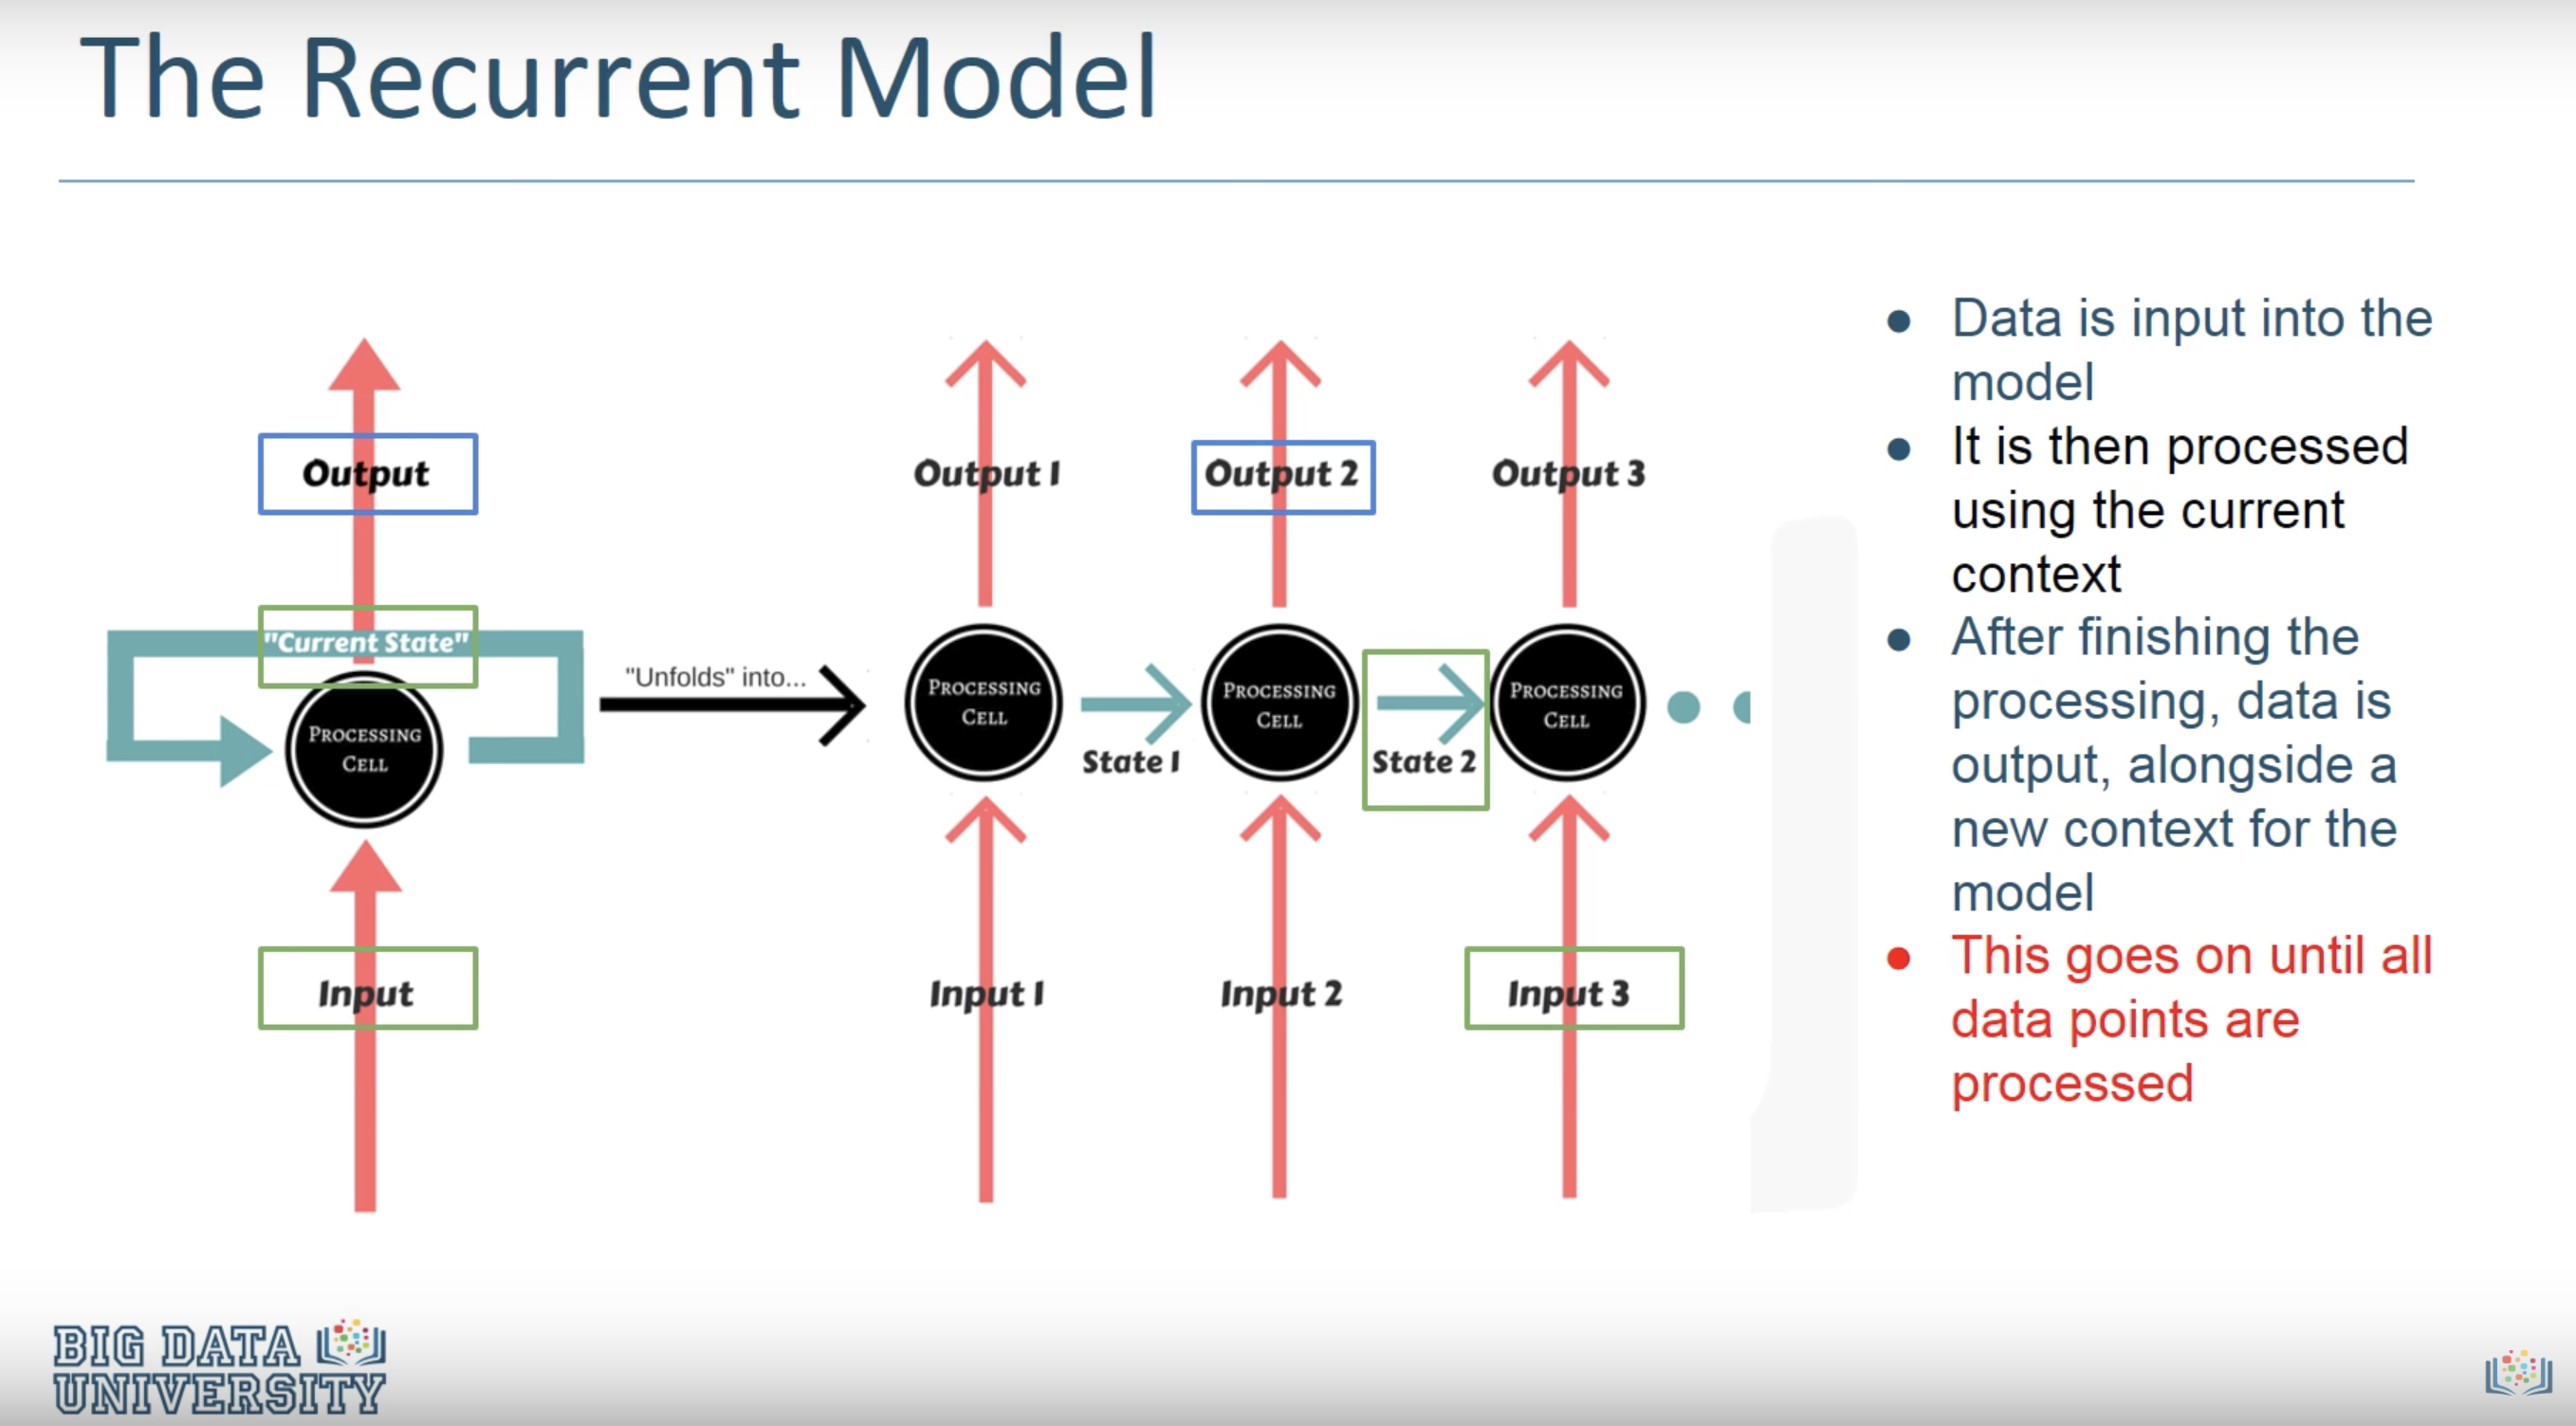 The Recurrent Model
Output
"Current State"
PROCESSING
CELL
Input
"Unfolds" into...
Output 1
Output 2
Output 3
PROCESSING
CELL
PROCESSING
CELL
PROCESSING
CELL
State 1
State 2
Input 1
Input 2
Input 3
● Data is input into the
model
● It is then processed
using the current
context
● After finishing the
processing, data is
output, alongside a
new context for the
model
● This goes on until all
data points are
processed
BIG DATA
UNIVERSITY